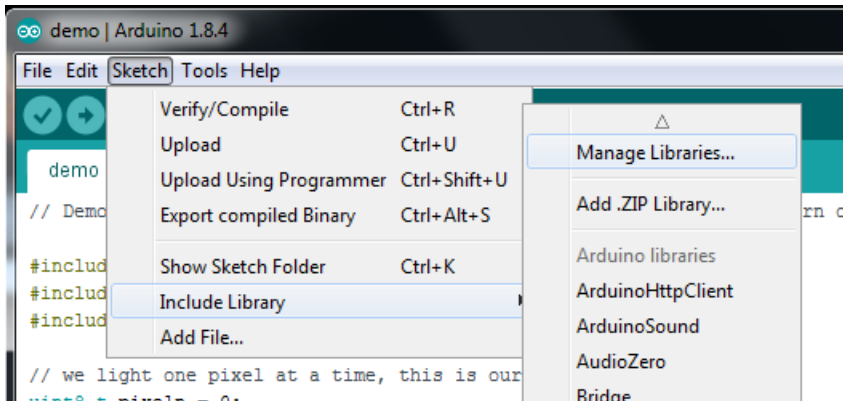 demo | Arduino 1.8.4
File Edit Sketch Tools Help
Verify/Compile Ctrl+R
Upload Ctrl+U
Upload Using Programmer Ctrl+Shift+U
Export compiled Binary Ctrl+Alt+S
Show Sketch Folder Ctrl+K
Include Library
Add File...
Manage Libraries...
Add .ZIP Library...
Arduino libraries
ArduinoHttpClient
ArduinoSound
AudioZero
Bridge
demo
// Demo
#includ
#includ
#includ
// we light one pixel at a time, this is our
uint8_t pixeln = 0;